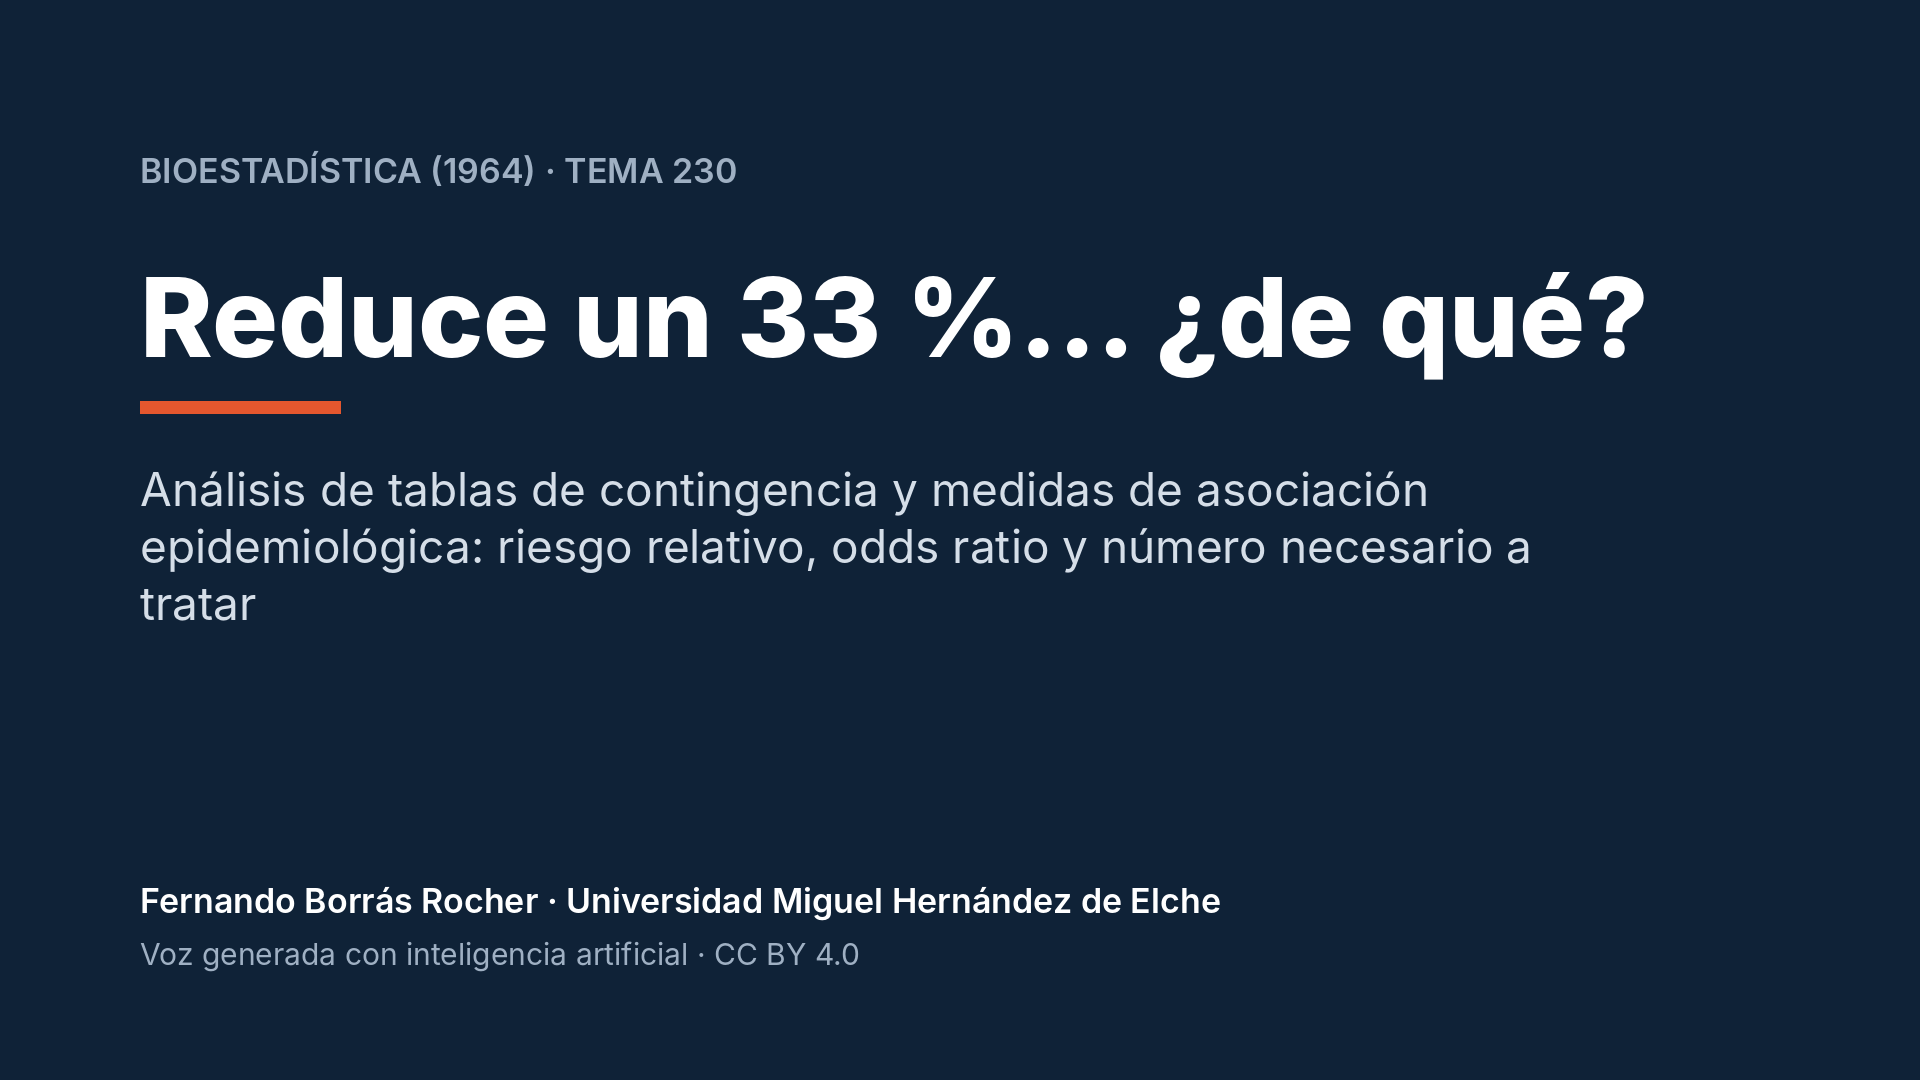 BIOESTADÍSTICA (1964) · TEMA 230
Reduce un 33 %… ¿de qué?
Análisis de tablas de contingencia y medidas de asociación
epidemiológica: riesgo relativo, odds ratio y número necesario a
tratar
Fernando Borrás Rocher · Universidad Miguel Hernández de Elche
Voz generada con inteligencia artificial · CC BY 4.0